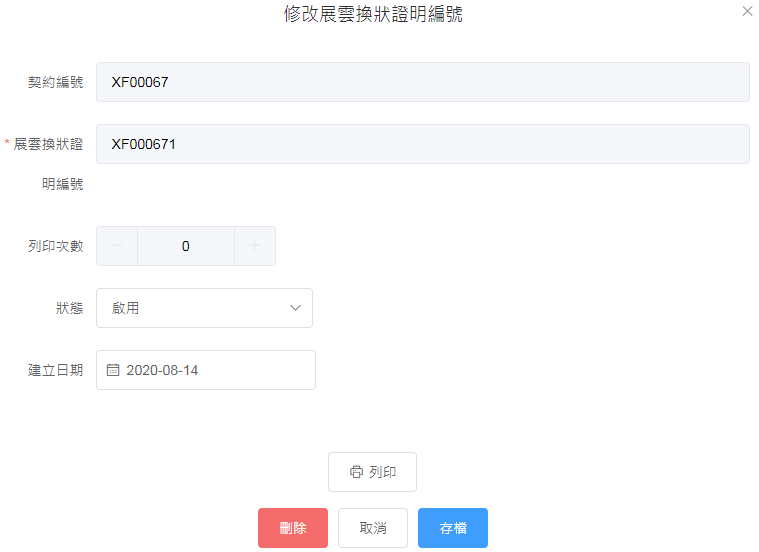 修改展雲換狀證明編號
契約編號
XF00067
* 展雲換狀證
明編號
XF000671
列印次數
0
狀態
啟用
建立日期
2020-08-14
列印
刪除
取消
存檔